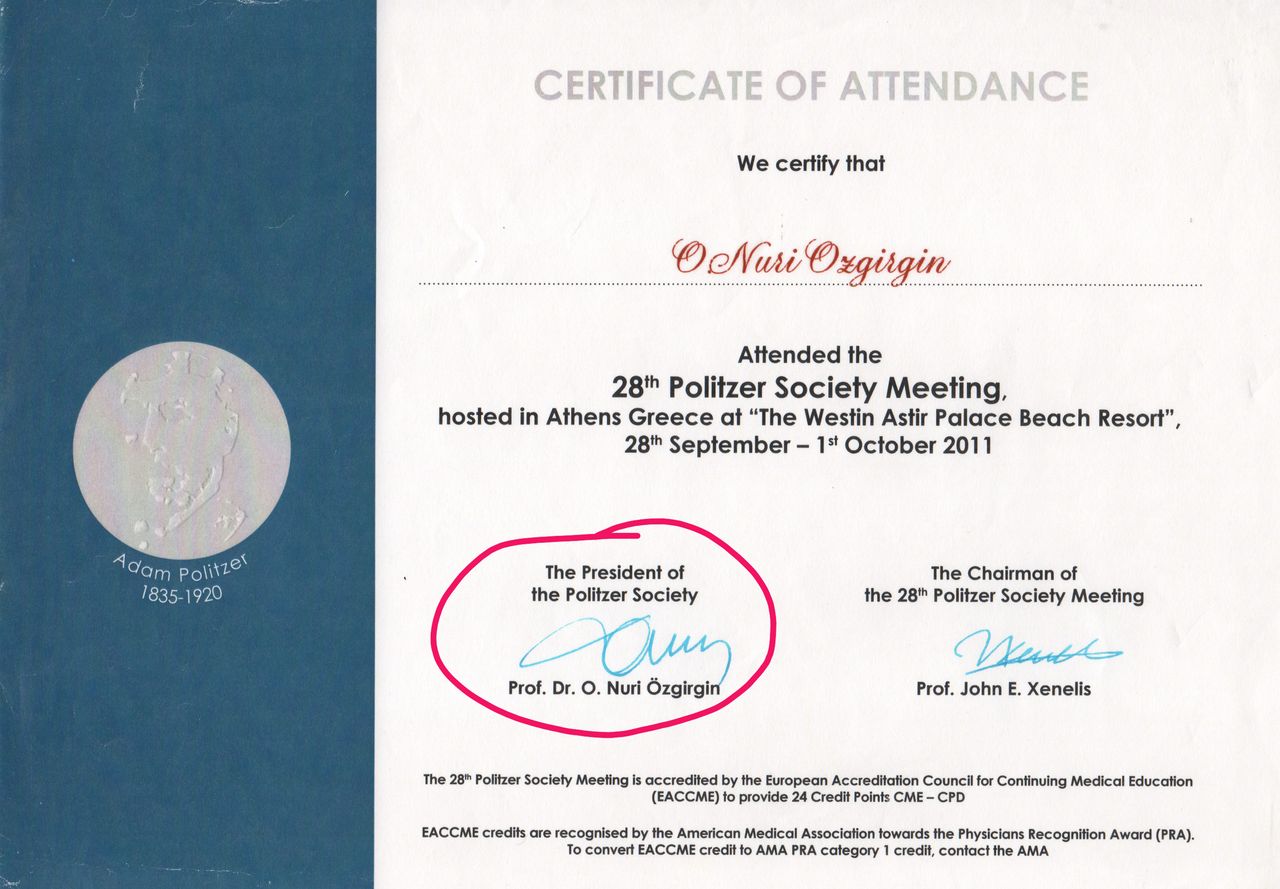 CERTIFICATE OF ATTENDANCE
We certify that
O Nuri Ozgirgin
Attended the
28th Politzer Society Meeting,
hosted in Athens Greece at “The Westin Astir Palace Beach Resort”,
28th September – 1st October 2011
Adam Politzer
1835-1920
The President of
the Politzer Society
Prof. Dr. O. Nuri Özgirgin
The Chairman of
the 28th Politzer Society Meeting
Prof. John E. Xenelis
The 28th Politzer Society Meeting is accredited by the European Accreditation Council for Continuing Medical Education
(EACCME) to provide 24 Credit Points CME – CPD
EACCME credits are recognised by the American Medical Association towards the Physicians Recognition Award (PRA).
To convert EACCME credit to AMA PRA category 1 credit, contact the AMA